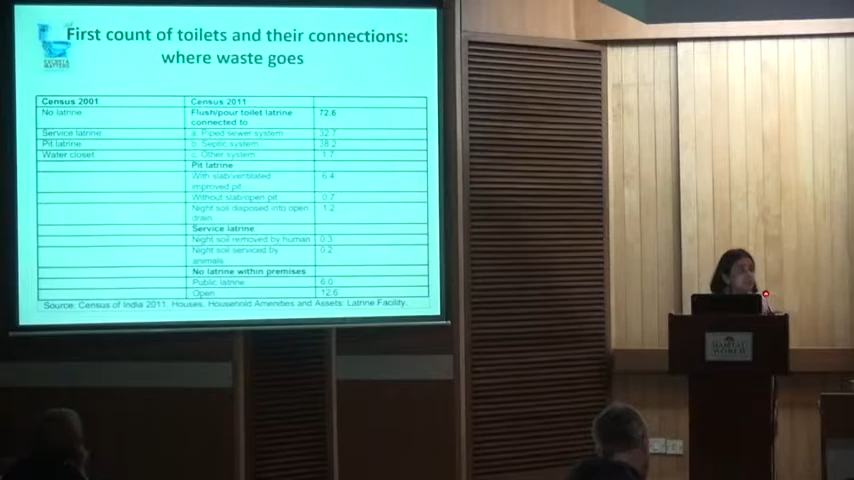 First count of toilets and their connections:
where waste goes
EXCRETA
MATTERS
Census 2001 Census 2011
No latrine Flush/pour toilet latrine connected to 72.6
Service latrine a. Piped sewer system 32.7
Pit latrine b. Septic system 38.2
Water closet c. Other system 1.7
Pit latrine
With slab/ventilated improved pit 6.4
Without slab/open pit 0.7
Night soil disposed into open drain 1.2
Service latrine
Night soil removed by human 0.3
Night soil serviced by animals 0.2
No latrine within premises
Public latrine 6.0
Open 12.6
Source: Census of India 2011, Houses, Household Amenities and Assets: Latrine Facility.
HABITAT
WORLD